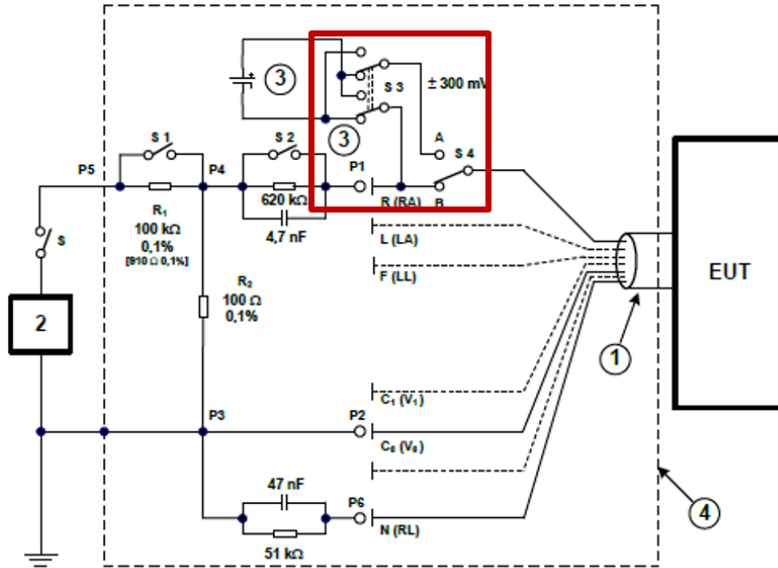 3
S 3
± 300 mV
3
A
S 1
S 2
S 4
P5
P4
P1
R (RA)
B
S
R₁
100 kΩ
0,1%
[910 Ω 0,1%]
620 kΩ
4,7 nF
L (LA)
F (LL)
EUT
R₂
100 Ω
0,1%
2
1
C₁ (V₁)
P3
P2
C₆ (V₆)
47 nF
P6
N (RL)
51 kΩ
4